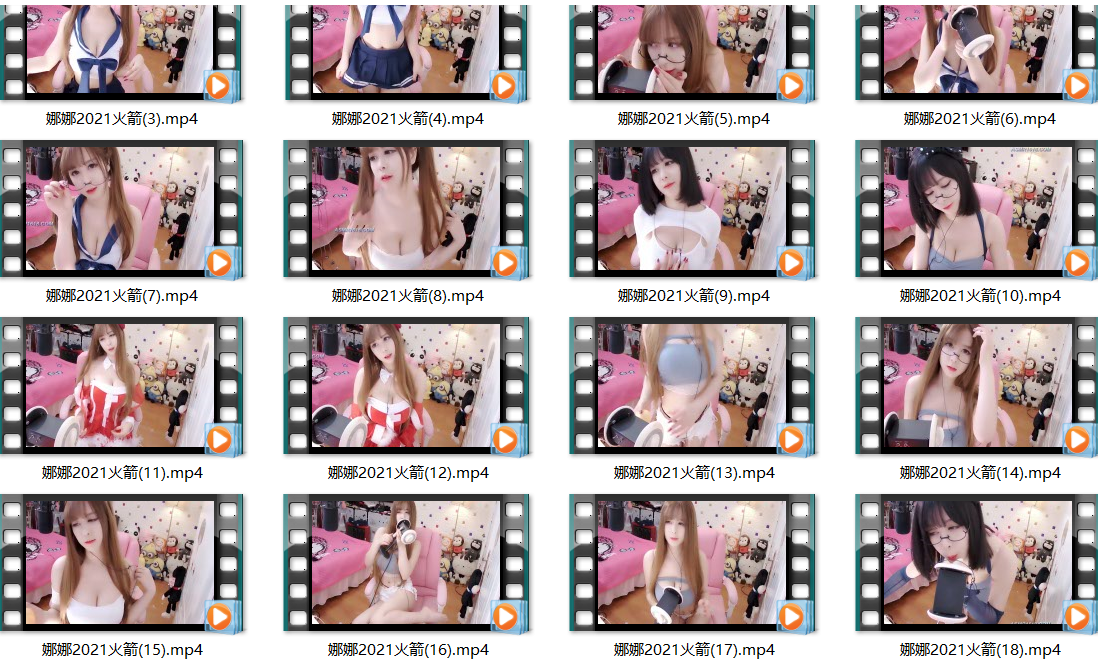 娜娜2021火箭(3).mp4
娜娜2021火箭(4).mp4
娜娜2021火箭(5).mp4
娜娜2021火箭(6).mp4
娜娜2021火箭(7).mp4
娜娜2021火箭(8).mp4
娜娜2021火箭(9).mp4
娜娜2021火箭(10).mp4
娜娜2021火箭(11).mp4
娜娜2021火箭(12).mp4
娜娜2021火箭(13).mp4
娜娜2021火箭(14).mp4
娜娜2021火箭(15).mp4
娜娜2021火箭(16).mp4
娜娜2021火箭(17).mp4
娜娜2021火箭(18).mp4